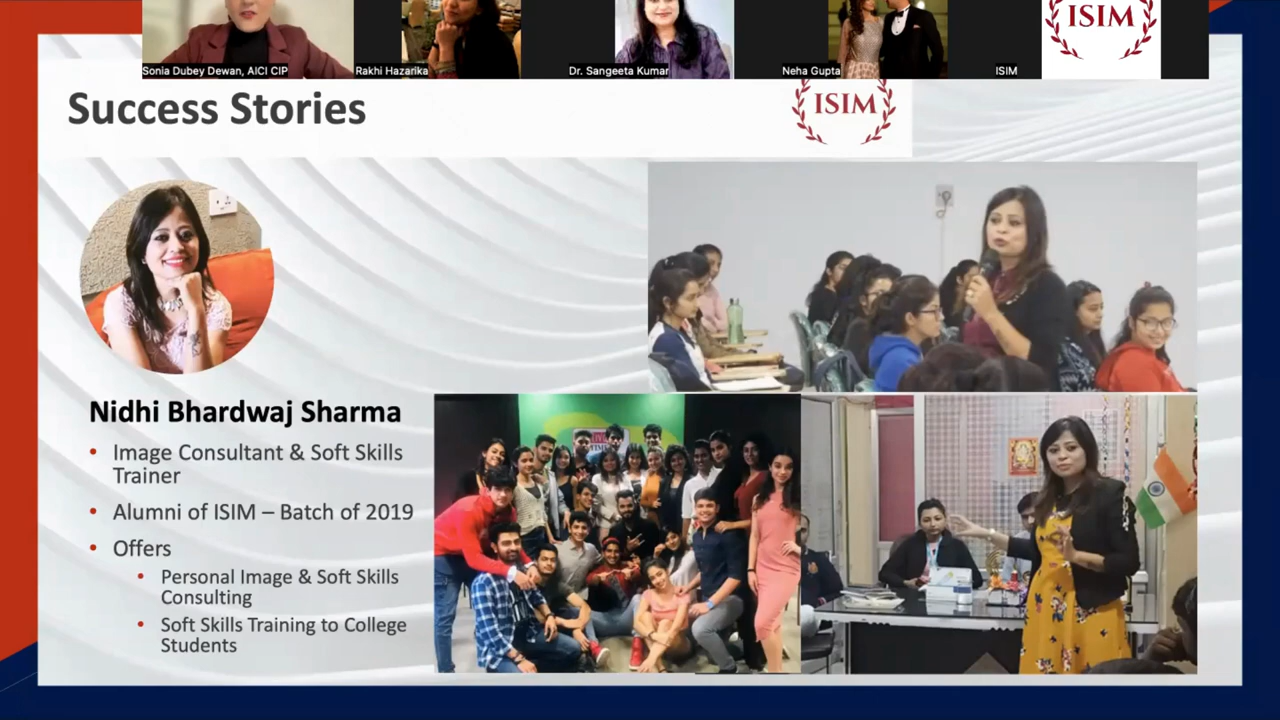 Sonia Dubey Dewan, AICI CIP
Rakhi Hazarika
Dr. Sangeeta Kumar
Neha Gupta
ISIM
ISIM
Success Stories
ISIM
Nidhi Bhardwaj Sharma
• Image Consultant & Soft Skills
Trainer
• Alumni of ISIM – Batch of 2019
• Offers
• Personal Image & Soft Skills
Consulting
• Soft Skills Training to College
Students